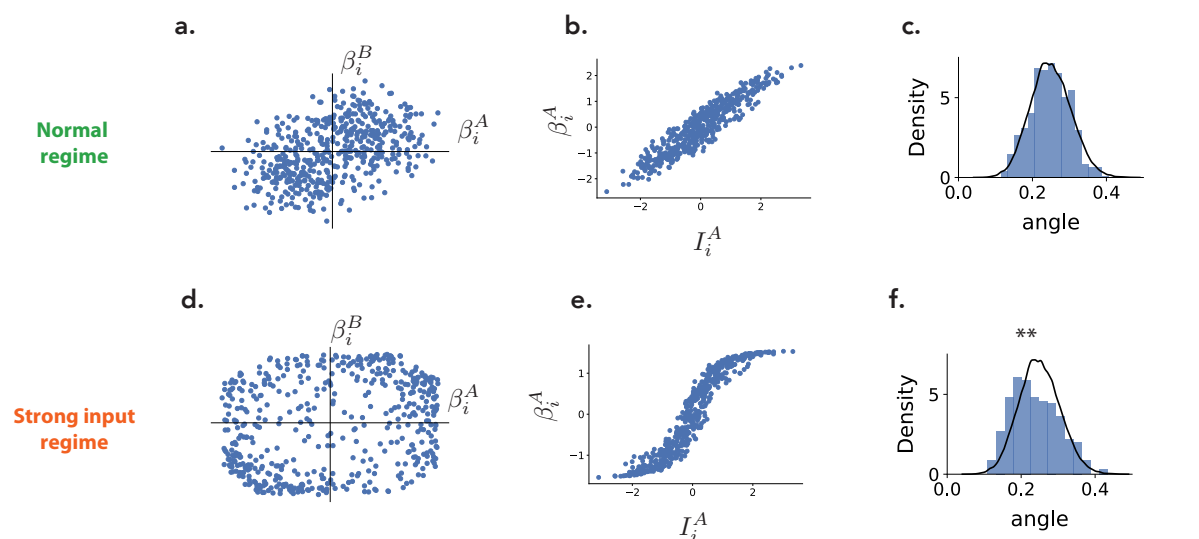 a.
b.
c.
Normal
regime
β_i^B
β_i^A
β_i^A
2
1
0
−1
−2
−2
0
2
I_i^A
Density
5
0
0.0
0.2
0.4
angle
d.
e.
f.
Strong input
regime
β_i^B
β_i^A
β_i^A
1
0
−1
−2
0
2
I_i^A
**
Density
5
0
0.0
0.2
0.4
angle